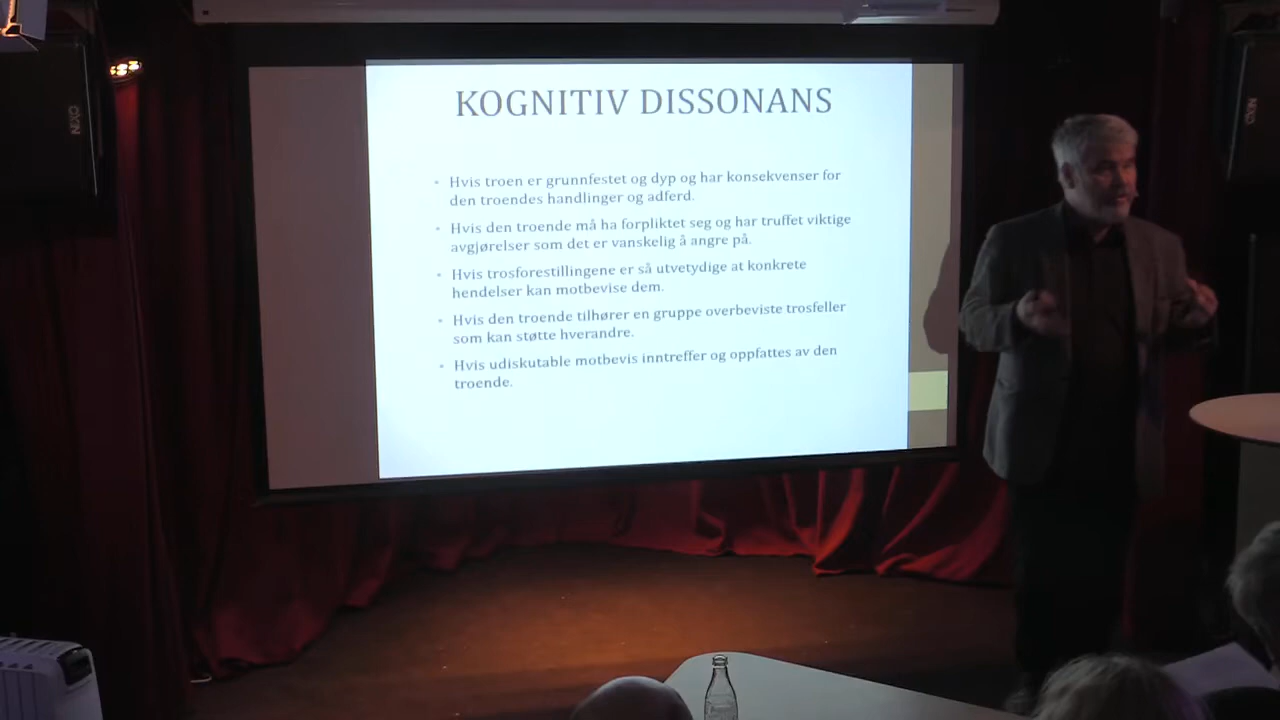 KOGNITIV DISSONANS
• Hvis troen er grunnfestet og dyp og har konsekvenser for
den troendes handlinger og adferd.
• Hvis den troende må ha forpliktet seg og har truffet viktige
avgjørelser som det er vanskelig å angre på.
• Hvis trosforestillingene er så utvetydige at konkrete
hendelser kan motbevise dem.
• Hvis den troende tilhører en gruppe overbeviste trosfeller
som kan støtte hverandre.
• Hvis udiskutable motbevis inntreffer og oppfattes av den
troende.
NEXO
NEXO